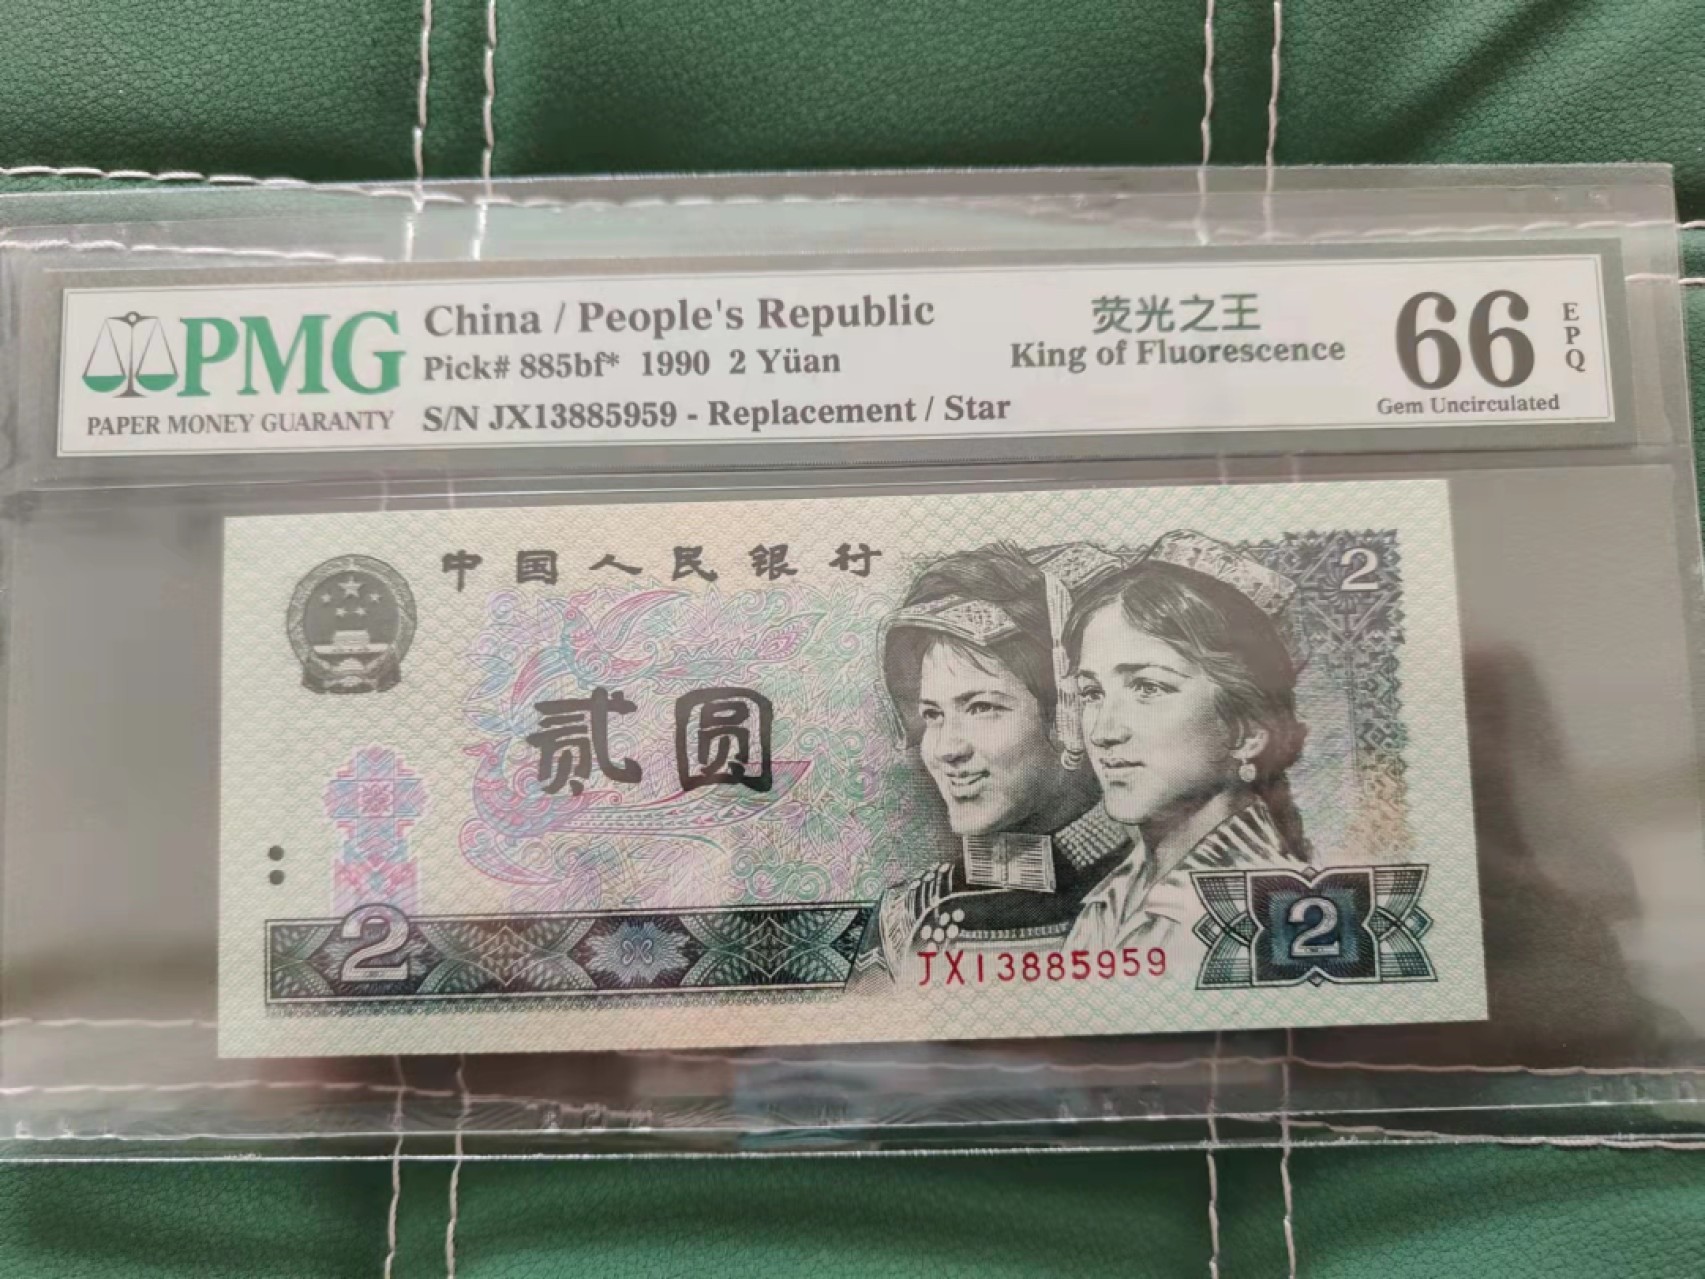 PMG
PAPER MONEY GUARANTY
China / People's Republic
Pick# 885bf* 1990 2 Yüan
S/N JX13885959 - Replacement / Star
荧光之王
King of Fluorescence
66
EPQ
Gem Uncirculated
中国人民银行
2
贰圆
2
2
JX13885959